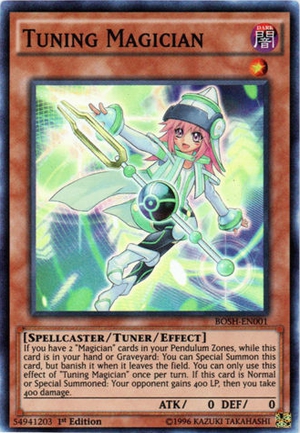 TUNING MAGICIAN
DARK
闇
BOSH-EN001
[SPELLCASTER/TUNER/EFFECT]
If you have 2 "Magician" cards in your Pendulum Zones, while this
card is in your hand or Graveyard: You can Special Summon this
card, but banish it when it leaves the field. You can only use this
effect of "Tuning Magician" once per turn. If this card is Normal
or Special Summoned: Your opponent gains 400 LP, then you take
400 damage.
ATK/ 0 DEF/ 0
54941203 1st Edition ©1996 KAZUKI TAKAHASHI